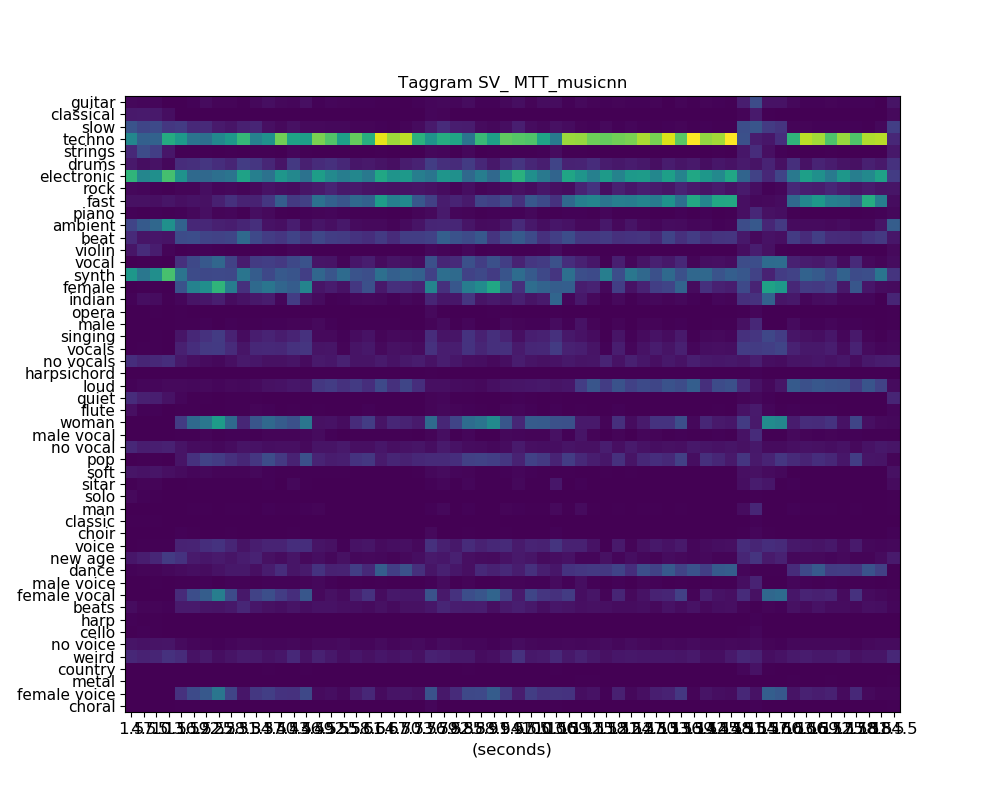 Taggram SV_ MTT_musicnn
guitar
classical
slow
techno
strings
drums
electronic
rock
fast
piano
ambient
beat
violin
vocal
synth
female
indian
opera
male
singing
vocals
no vocals
harpsichord
loud
quiet
flute
woman
male vocal
no vocal
pop
soft
sitar
solo
man
classic
choir
voice
new age
dance
male voice
female vocal
beats
harp
cello
no voice
weird
country
metal
female voice
choral
(seconds)